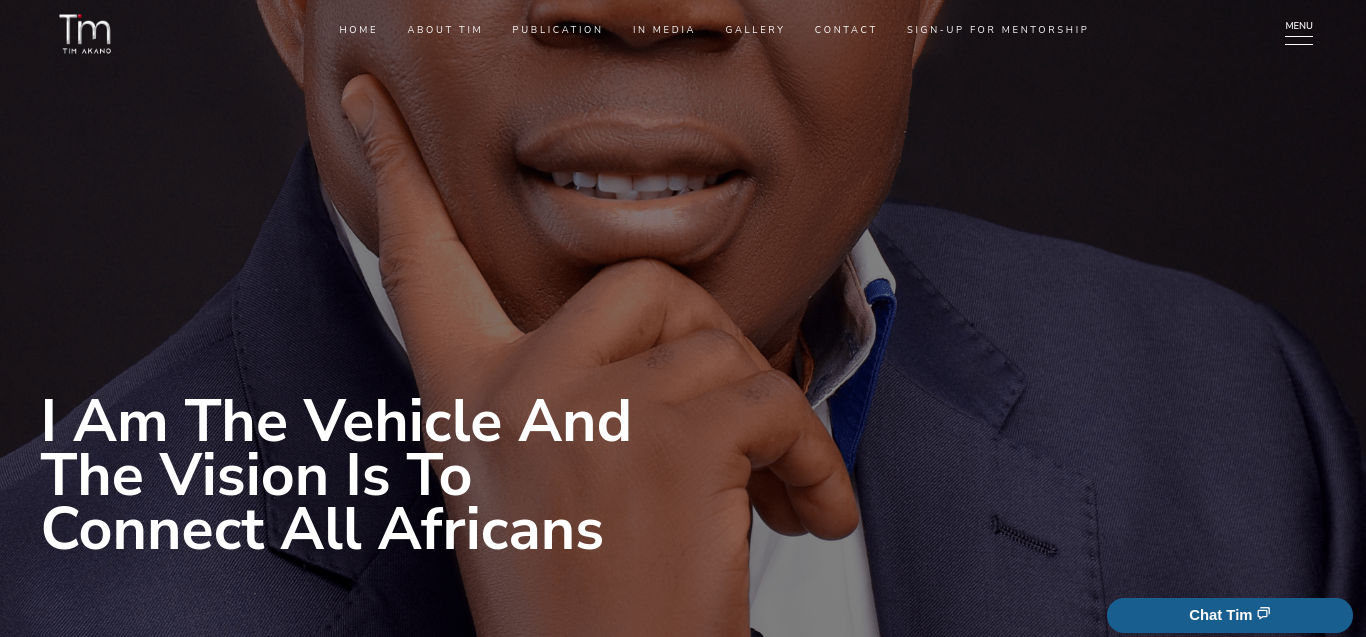 Tim
TIM AKANO
HOME ABOUT TIM PUBLICATION IN MEDIA GALLERY CONTACT SIGN-UP FOR MENTORSHIP
MENU
I Am The Vehicle And
The Vision Is To
Connect All Africans
Chat Tim